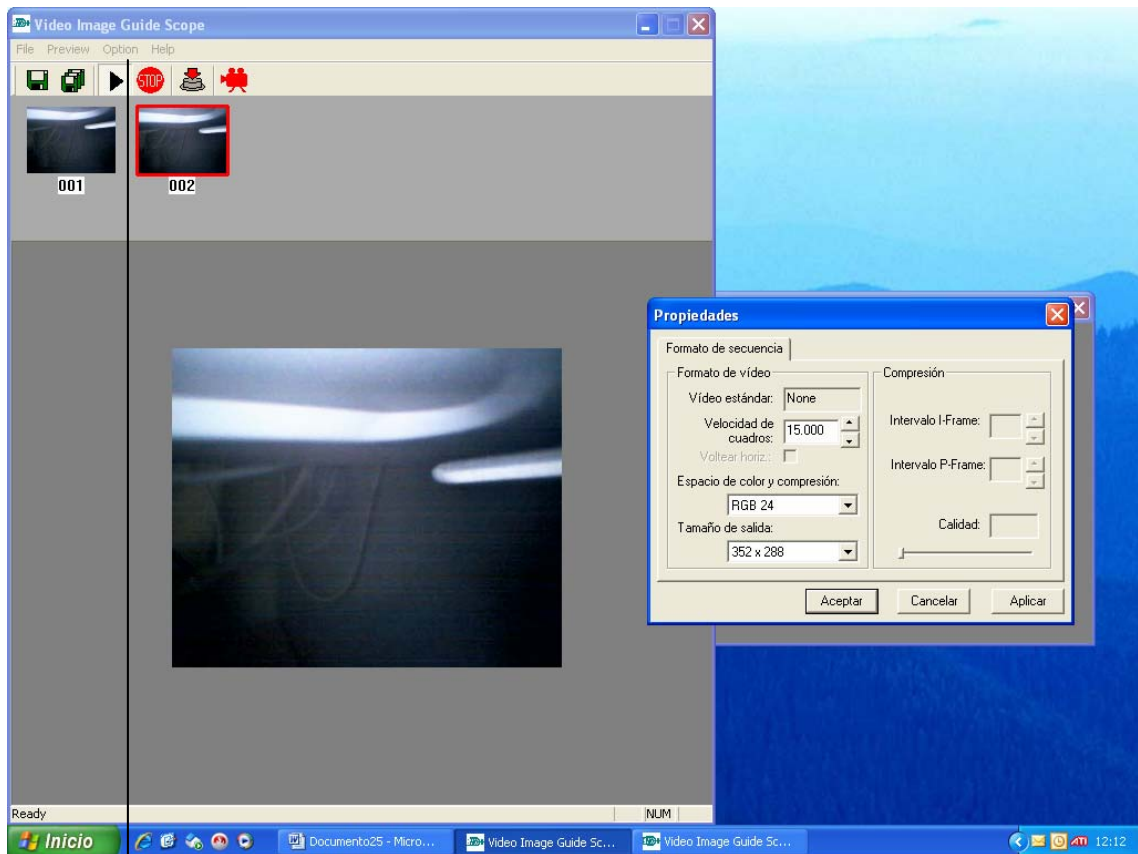 Video Image Guide Scope
File Preview Option Help
STOP
001 002
Propiedades
Formato de secuencia
Formato de vídeo
Vídeo estándar: None
Velocidad de
cuadros: 15.000
Voltear horiz.:
Espacio de color y compresión:
RGB 24
Tamaño de salida:
352 x 288
Compresión
Intervalo I-Frame:
Intervalo P-Frame:
Calidad:
Aceptar Cancelar Aplicar
Ready NUM
Inicio Documento25 - Micro... Video Image Guide Sc... Video Image Guide Sc... ATI 12:12